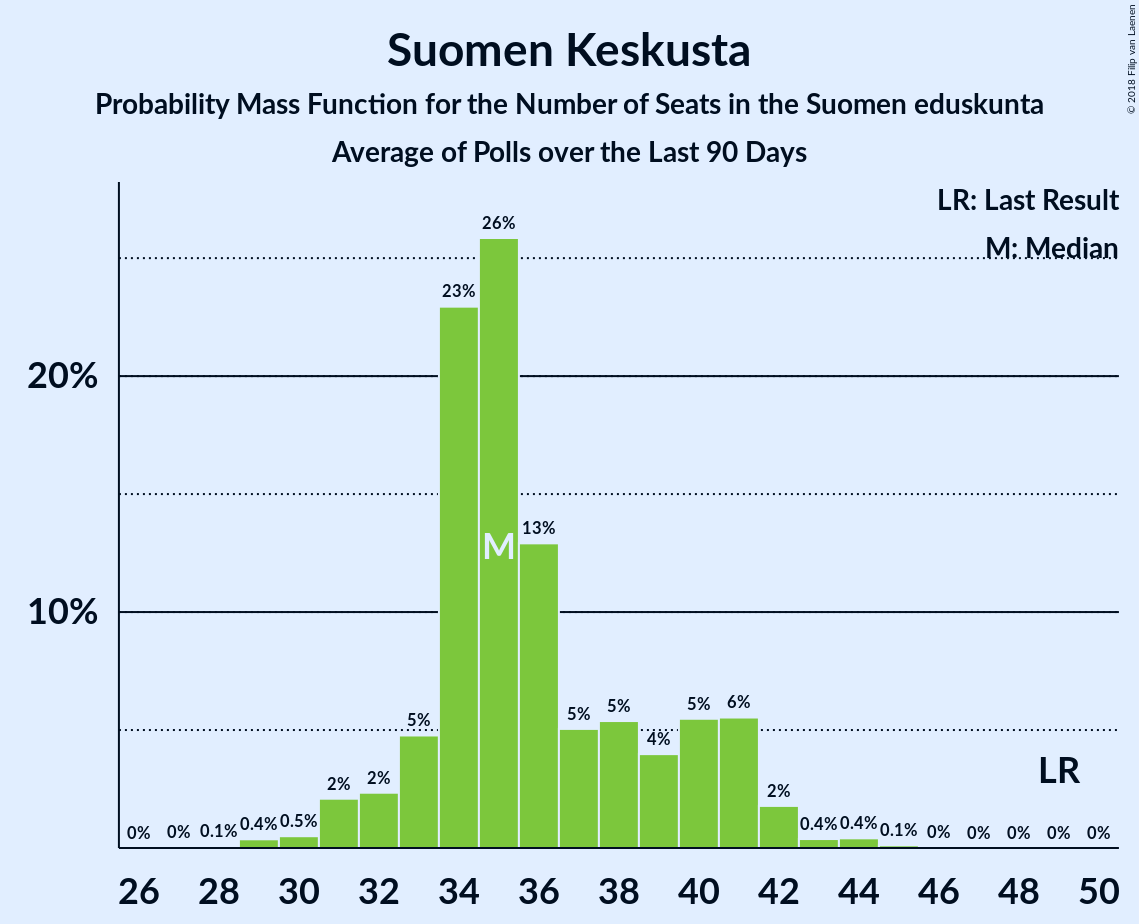 Suomen Keskusta
Probability Mass Function for the Number of Seats in the Suomen eduskunta
Average of Polls over the Last 90 Days
© 2018 Filip van Laenen
LR: Last Result
M: Median
20%
10%
0% 0% 0.1% 0.4% 0.5% 2% 2% 5% 23% 26% 13% 5% 5% 4% 5% 6% 2% 0.4% 0.4% 0.1% 0% 0% 0% 0% 0%
M
LR
26 28 30 32 34 36 38 40 42 44 46 48 50